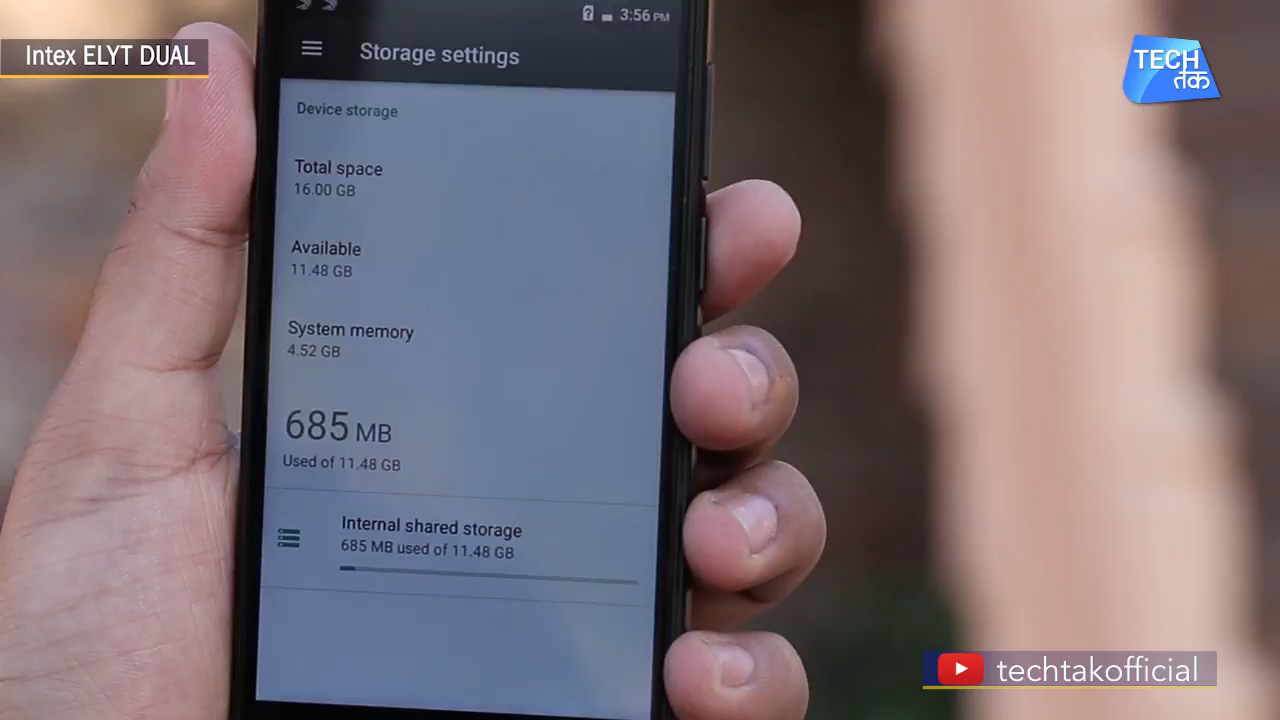 Intex ELYT DUAL
3:56 PM
TECH
तक
Storage settings
Device storage
Total space
16.00 GB
Available
11.48 GB
System memory
4.52 GB
685 MB
Used of 11.48 GB
Internal shared storage
685 MB used of 11.48 GB
techtakofficial